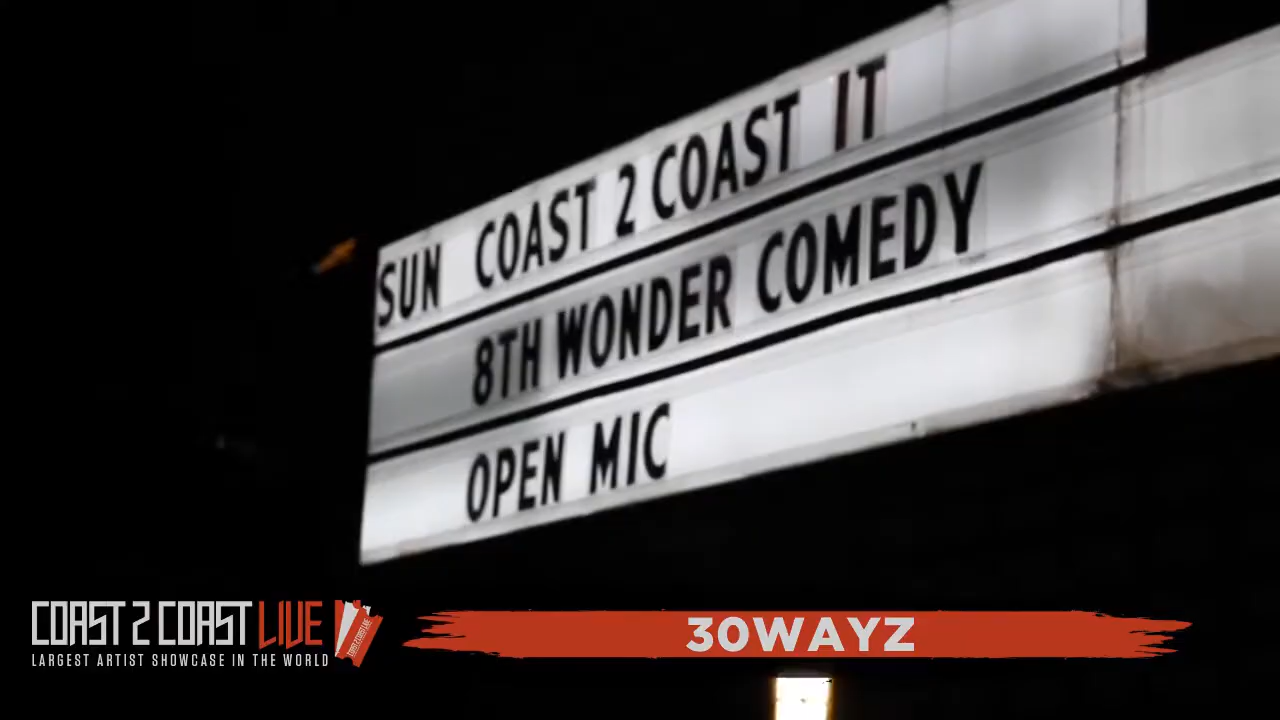 SUN COAST 2 COAST IT
8TH WONDER COMEDY
OPEN MIC
COAST 2 COAST LIVE
LARGEST ARTIST SHOWCASE IN THE WORLD
30WAYZ